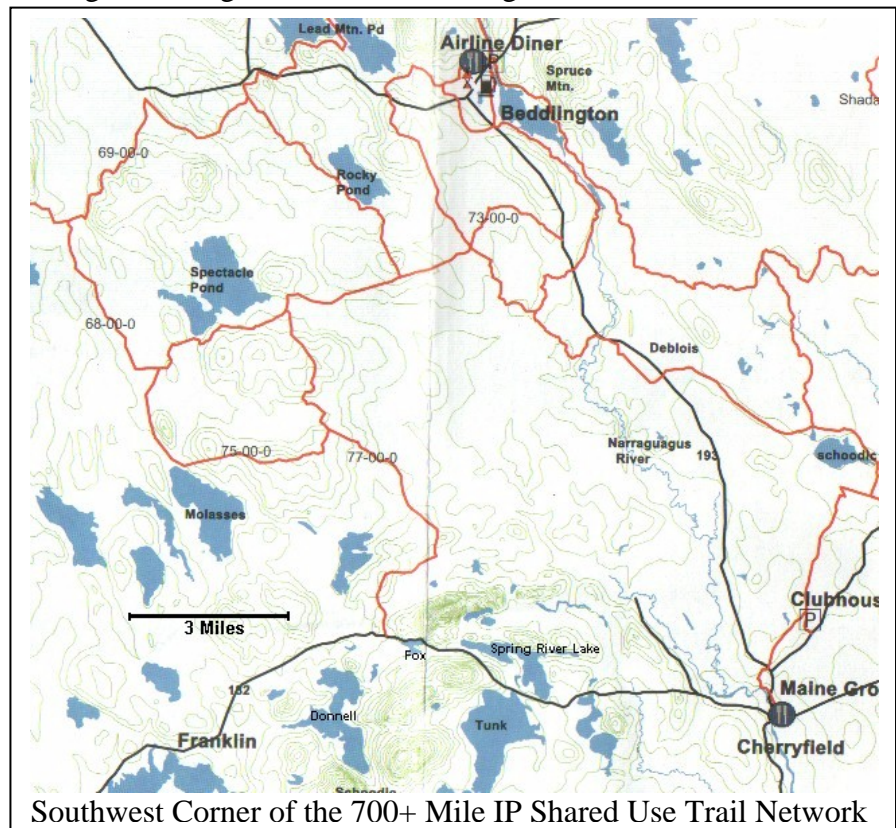 Lead Mtn. Pd
Airline Diner
P
Spruce
Mtn.
Beddlington
Shada
69-00-0
Rocky
Pond
73-00-0
Spectacle
Pond
68-00-0
Deblois
75-00-0
77-00-0
Narraguagus
River
193
schoodic
Molasses
3 Miles
Clubhous
P
Fox
Spring River Lake
182
Donnell
Tunk
Maine Gro
Franklin
Cherryfield
Schoodic
Southwest Corner of the 700+ Mile IP Shared Use Trail Network